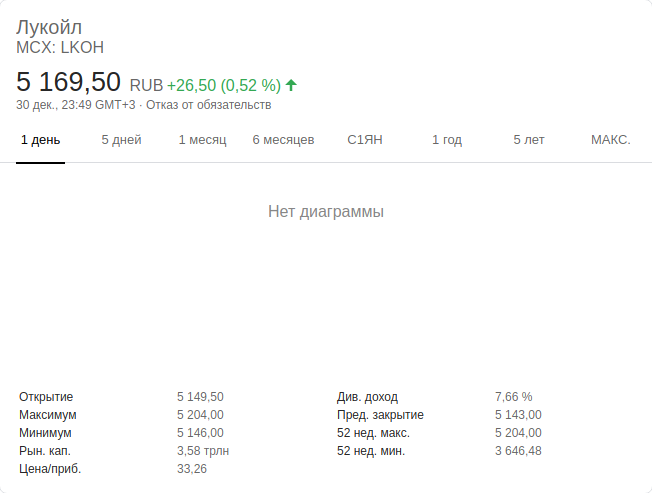 Лукойл
MCX: LKOH
5 169,50 RUB +26,50 (0,52 %)
30 дек., 23:49 GMT+3 · Отказ от обязательств
1 день 5 дней 1 месяц 6 месяцев С1ЯН 1 год 5 лет МАКС.
Нет диаграммы
Открытие 5 149,50 Див. доход 7,66 %
Максимум 5 204,00 Пред. закрытие 5 143,00
Минимум 5 146,00 52 нед. макс. 5 204,00
Рын. кап. 3,58 трлн 52 нед. мин. 3 646,48
Цена/приб. 33,26